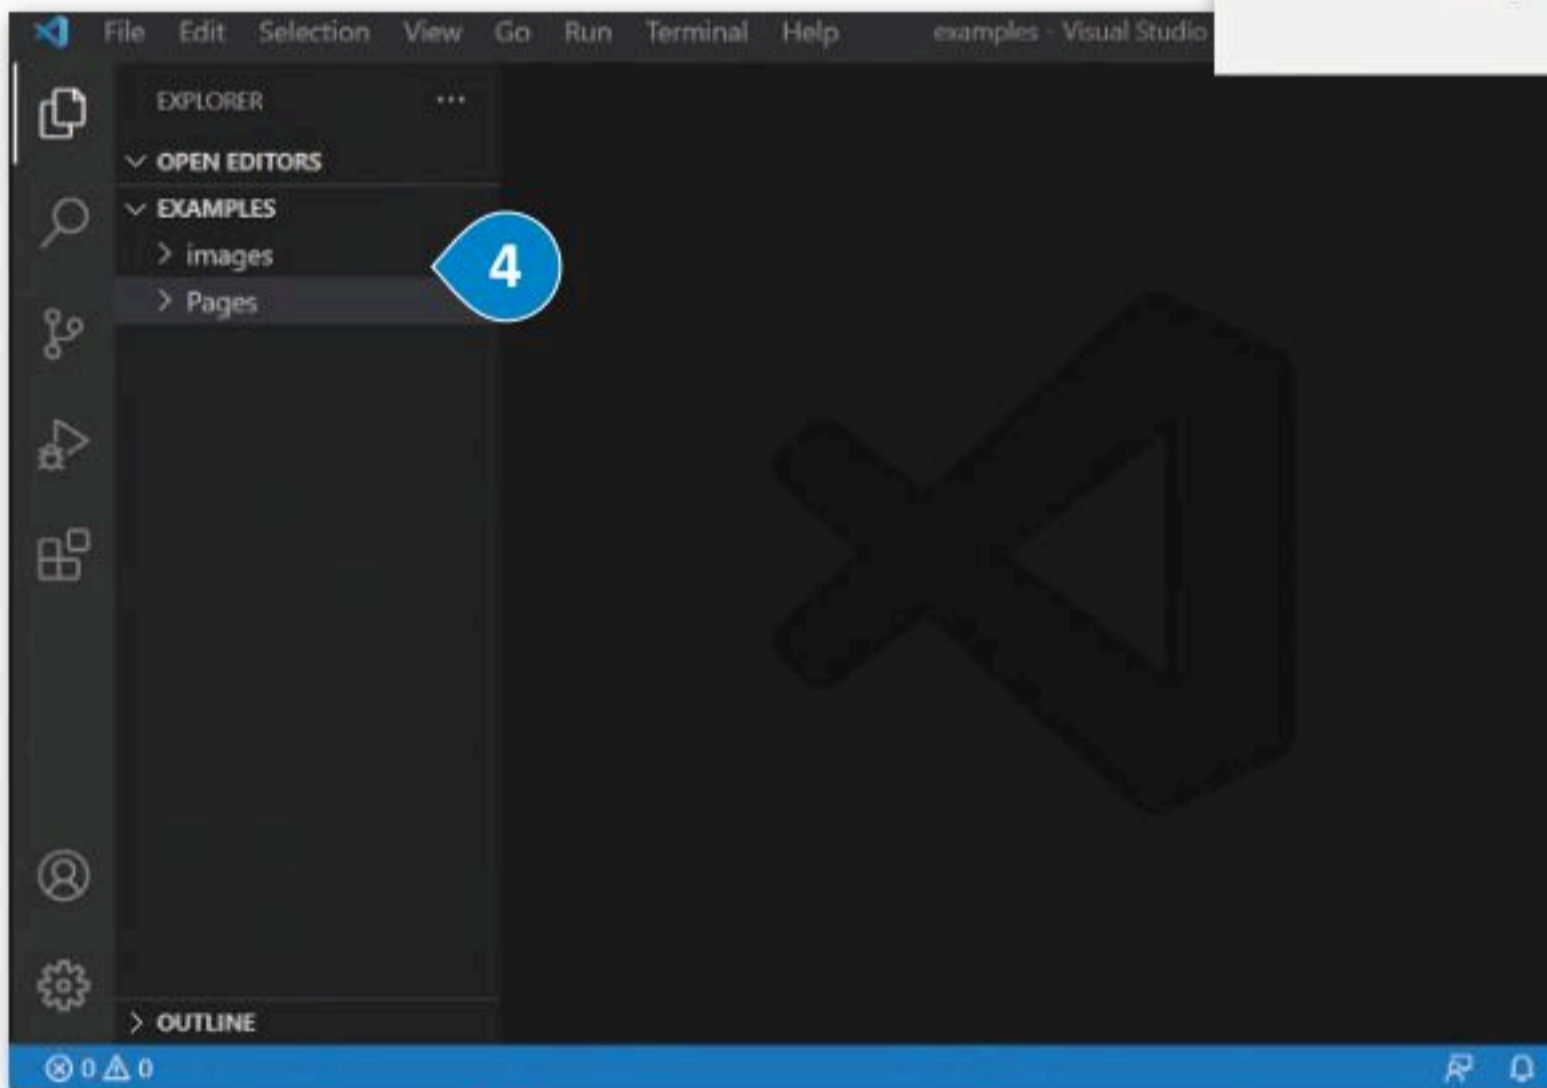 File Edit Selection View Go Run Terminal Help examples - Visual Studio
EXPLORER ...
OPEN EDITORS
EXAMPLES
images
Pages
4
OUTLINE
0 0